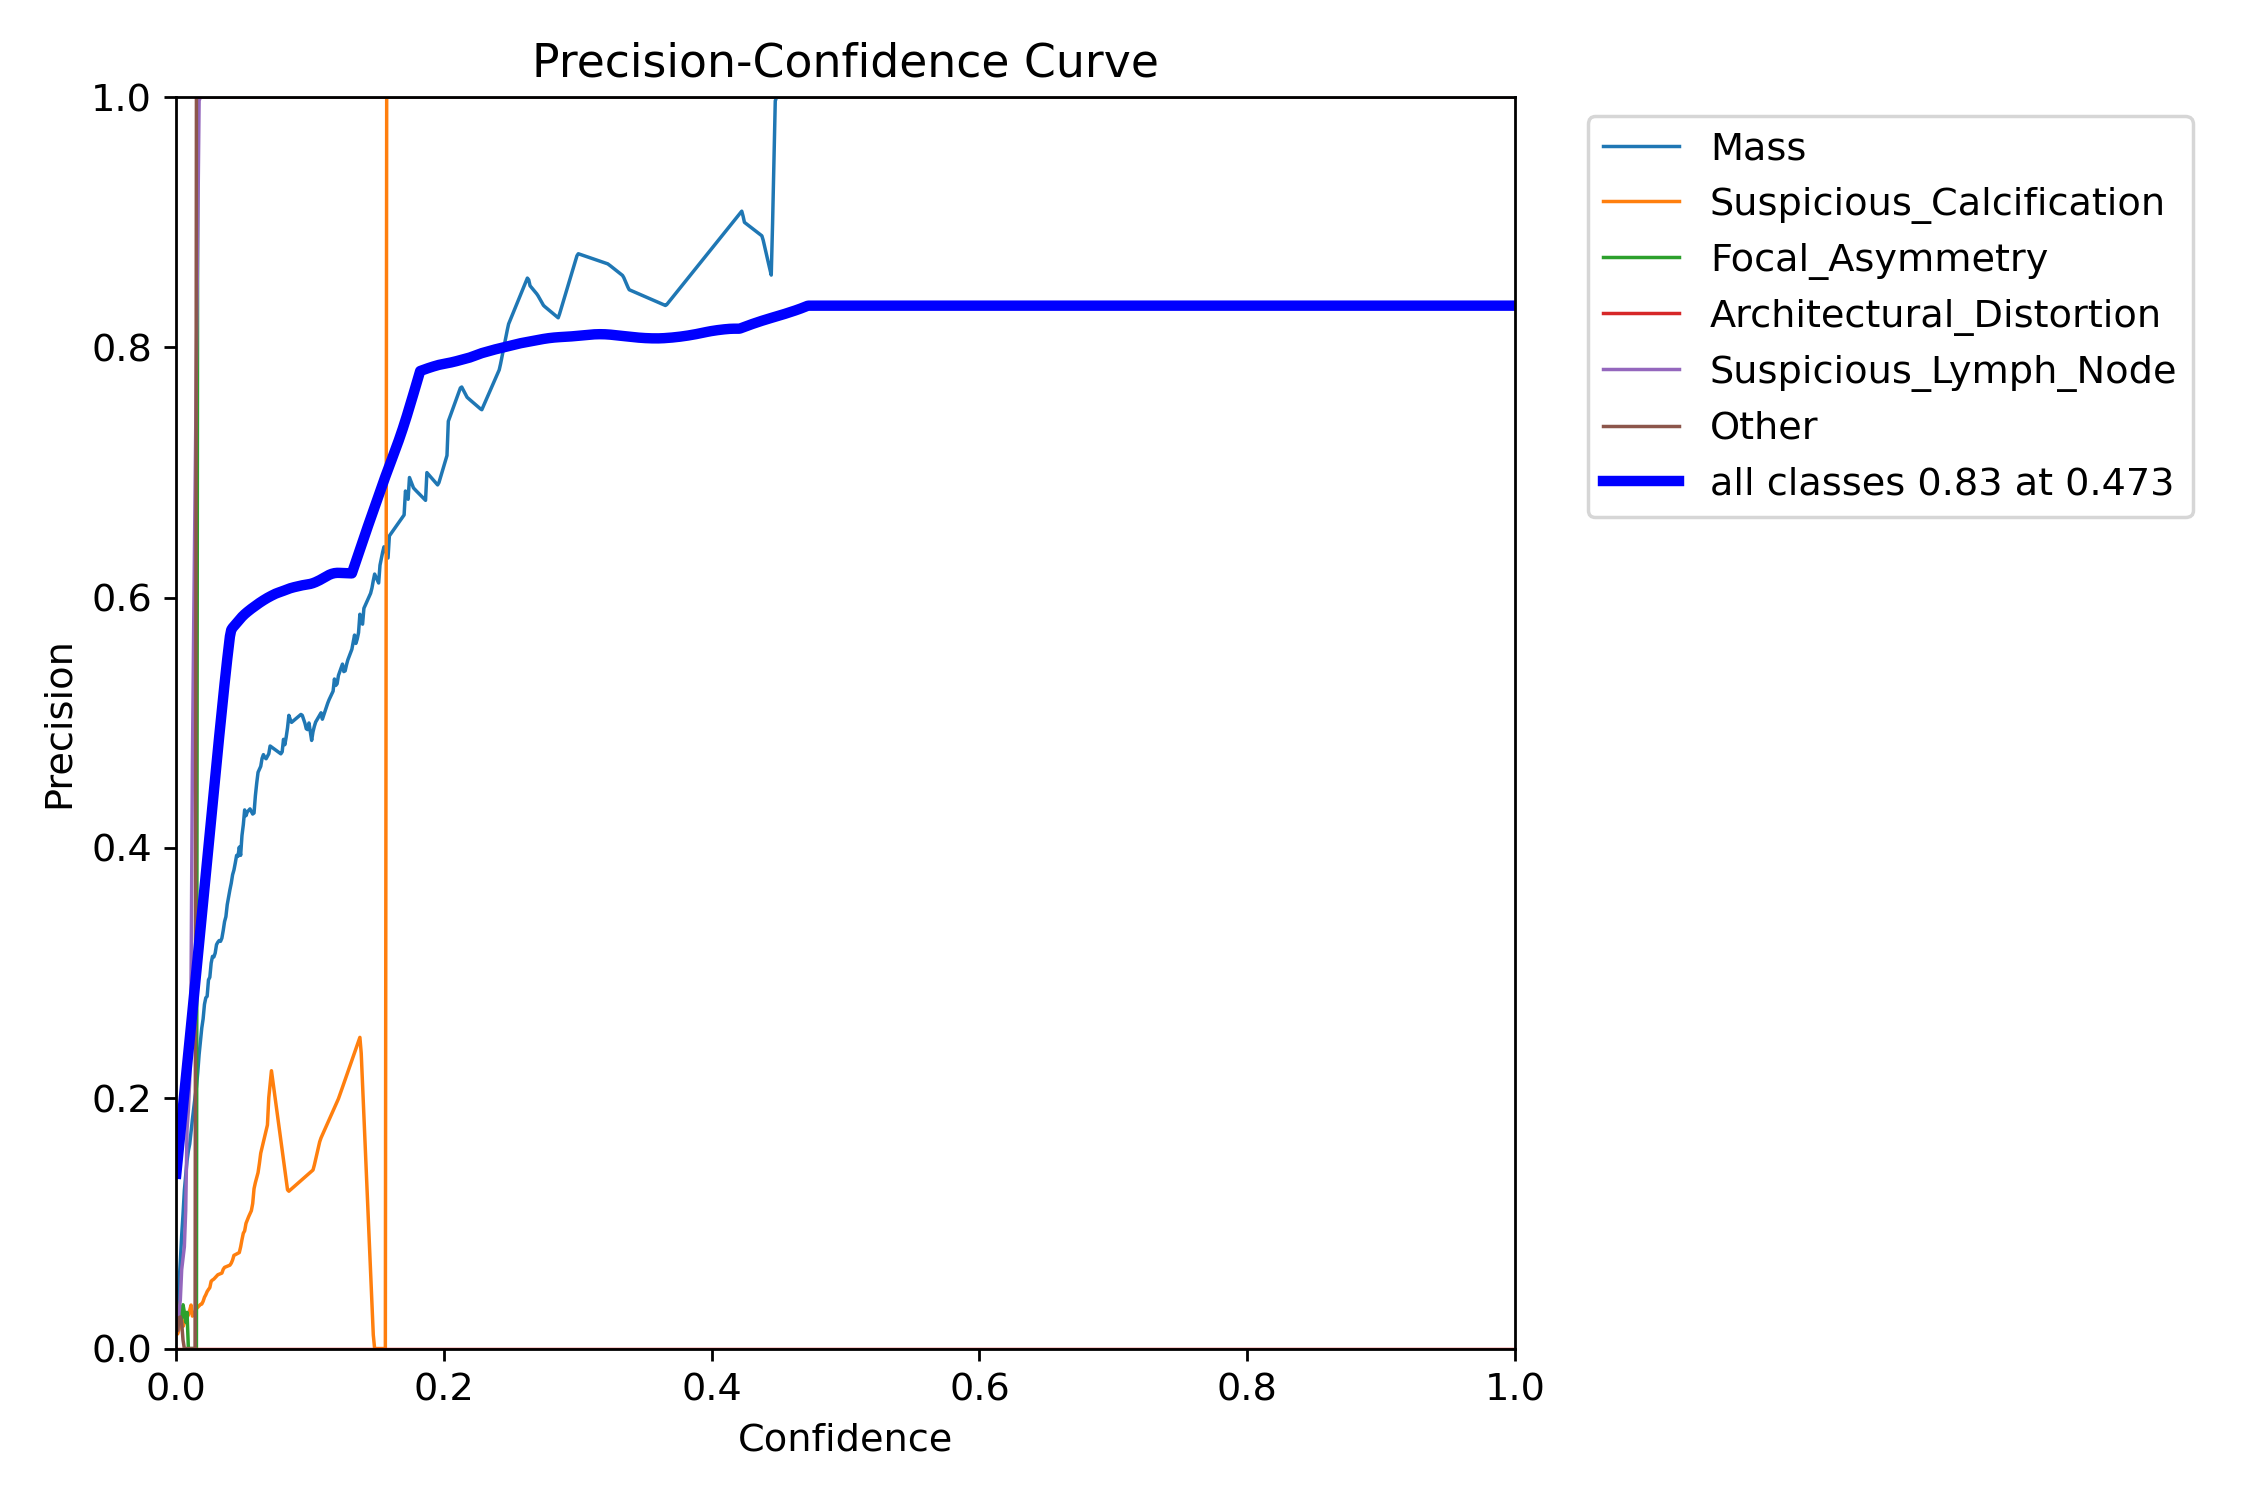 Precision-Confidence Curve
1.0
0.8
0.6
0.4
0.2
0.0
Precision
0.0 0.2 0.4 0.6 0.8 1.0
Confidence
Mass
Suspicious_Calcification
Focal_Asymmetry
Architectural_Distortion
Suspicious_Lymph_Node
Other
all classes 0.83 at 0.473